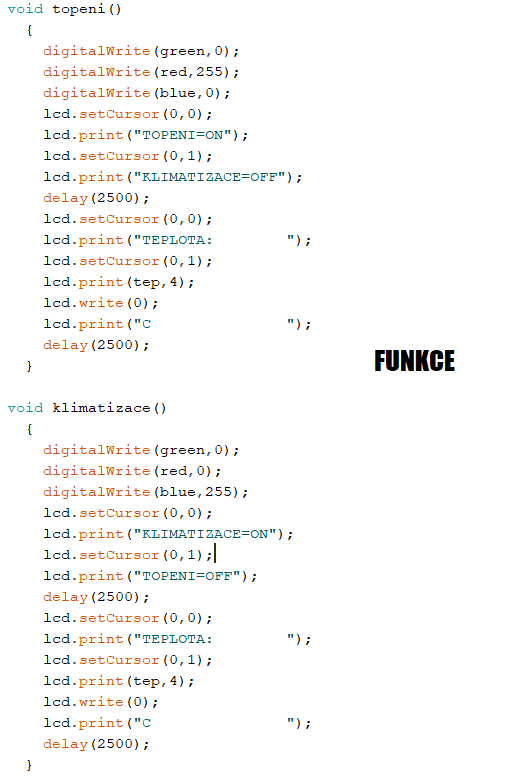 void topeni()
{
digitalWrite(green,0);
digitalWrite(red,255);
digitalWrite(blue,0);
lcd.setCursor(0,0);
lcd.print("TOPENI=ON");
lcd.setCursor(0,1);
lcd.print("KLIMATIZACE=OFF");
delay(2500);
lcd.setCursor(0,0);
lcd.print("TEPLOTA:        ");
lcd.setCursor(0,1);
lcd.print(tep,4);
lcd.write(0);
lcd.print("C               ");
delay(2500);
}
FUNKCE
void klimatizace()
{
digitalWrite(green,0);
digitalWrite(red,0);
digitalWrite(blue,255);
lcd.setCursor(0,0);
lcd.print("KLIMATIZACE=ON");
lcd.setCursor(0,1);
lcd.print("TOPENI=OFF");
delay(2500);
lcd.setCursor(0,0);
lcd.print("TEPLOTA:        ");
lcd.setCursor(0,1);
lcd.print(tep,4);
lcd.write(0);
lcd.print("C               ");
delay(2500);
}